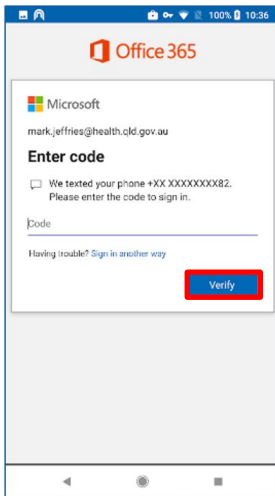 100% 10:36
Office 365
Microsoft
mark.jeffries@health.qld.gov.au
Enter code
We texted your phone +XX XXXXXXXX82.
Please enter the code to sign in.
Code
Having trouble? Sign in another way
Verify